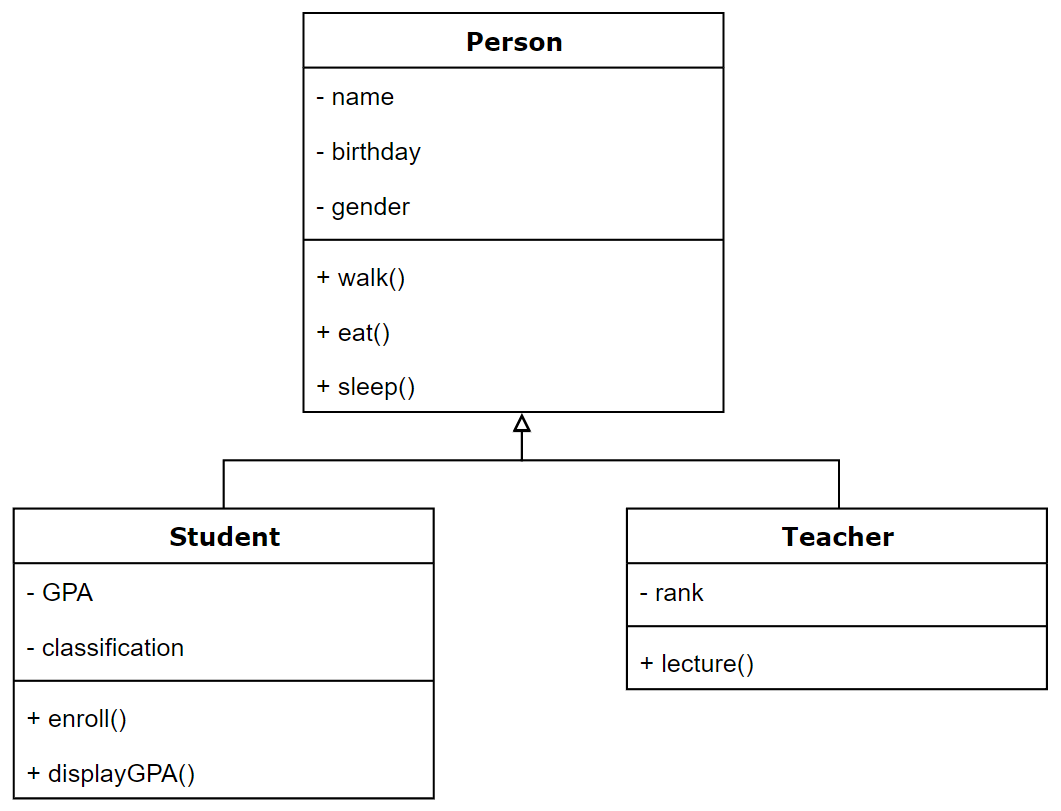 Person
- name
- birthday
- gender
+ walk()
+ eat()
+ sleep()
Student
- GPA
- classification
+ enroll()
+ displayGPA()
Teacher
- rank
+ lecture()